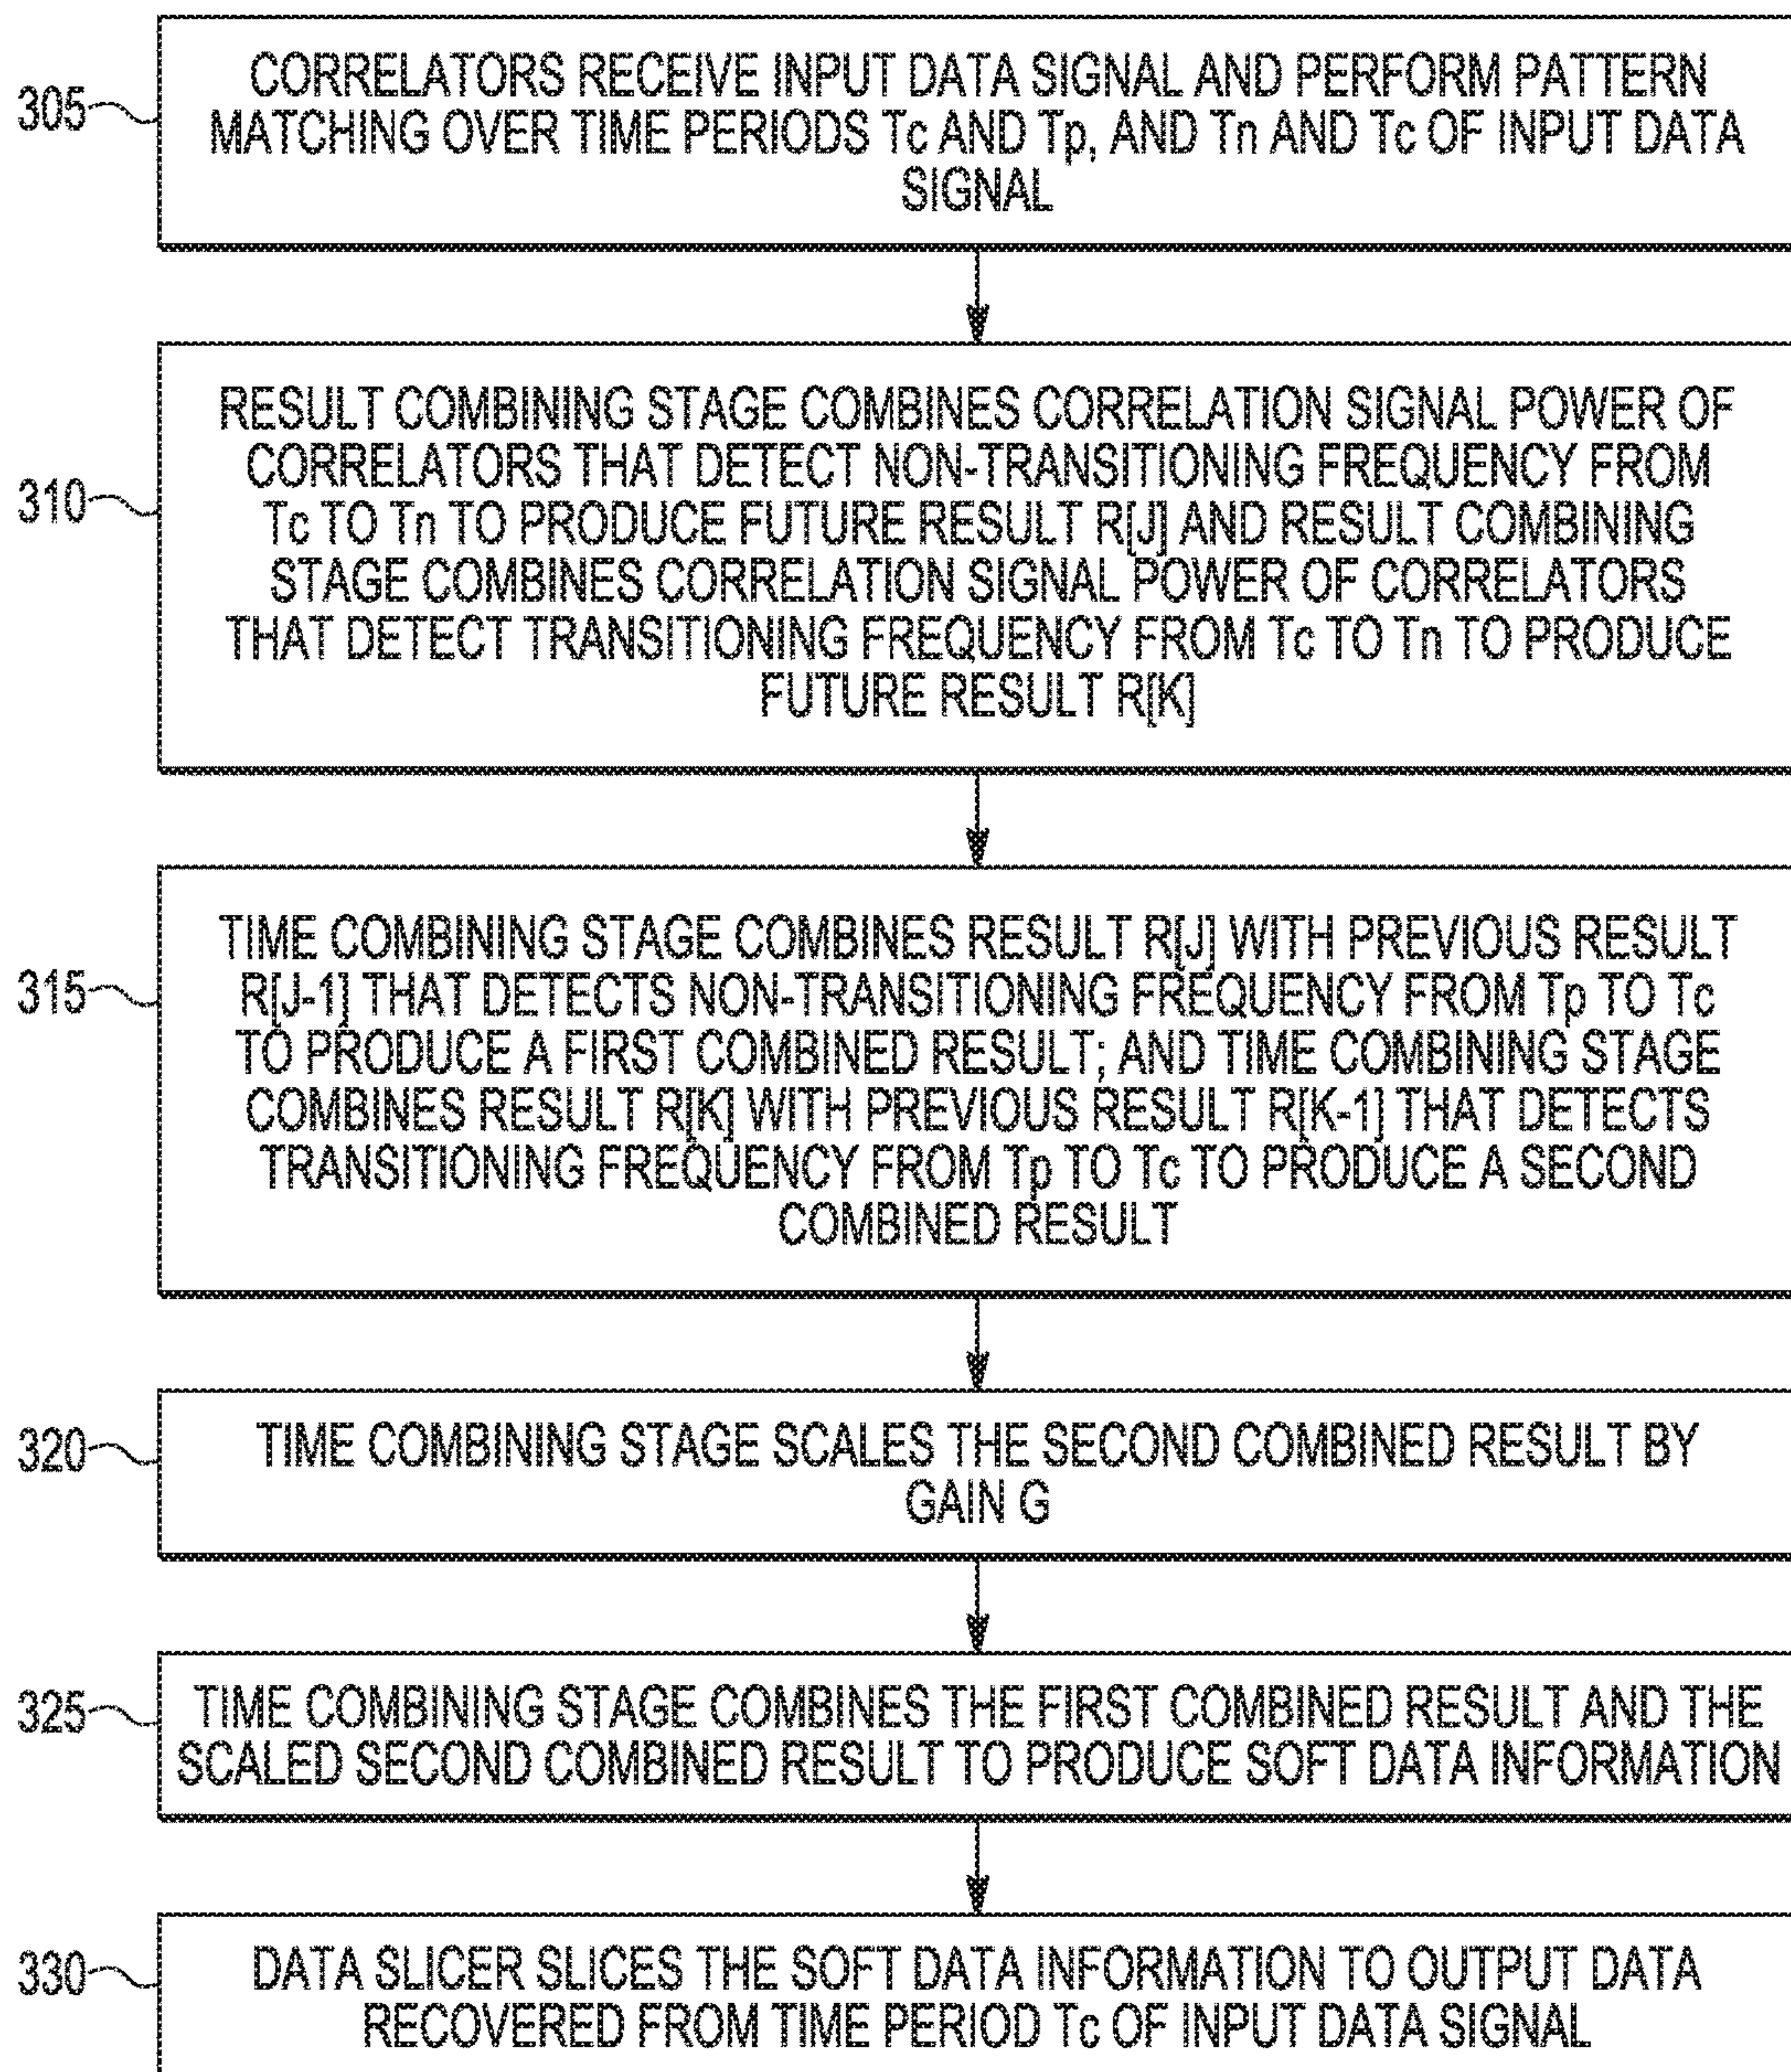 305
CORRELATORS RECEIVE INPUT DATA SIGNAL AND PERFORM PATTERN
MATCHING OVER TIME PERIODS Tc AND Tp, AND Tn AND Tc OF INPUT DATA
SIGNAL
310
RESULT COMBINING STAGE COMBINES CORRELATION SIGNAL POWER OF
CORRELATORS THAT DETECT NON-TRANSITIONING FREQUENCY FROM
Tc TO Tn TO PRODUCE FUTURE RESULT R[J] AND RESULT COMBINING
STAGE COMBINES CORRELATION SIGNAL POWER OF CORRELATORS
THAT DETECT TRANSITIONING FREQUENCY FROM Tc TO Tn TO PRODUCE
FUTURE RESULT R[K]
315
TIME COMBINING STAGE COMBINES RESULT R[J] WITH PREVIOUS RESULT
R[J-1] THAT DETECTS NON-TRANSITIONING FREQUENCY FROM Tp TO Tc
TO PRODUCE A FIRST COMBINED RESULT; AND TIME COMBINING STAGE
COMBINES RESULT R[K] WITH PREVIOUS RESULT R[K-1] THAT DETECTS
TRANSITIONING FREQUENCY FROM Tp TO Tc TO PRODUCE A SECOND
COMBINED RESULT
320
TIME COMBINING STAGE SCALES THE SECOND COMBINED RESULT BY
GAIN G
325
TIME COMBINING STAGE COMBINES THE FIRST COMBINED RESULT AND THE
SCALED SECOND COMBINED RESULT TO PRODUCE SOFT DATA INFORMATION
330
DATA SLICER SLICES THE SOFT DATA INFORMATION TO OUTPUT DATA
RECOVERED FROM TIME PERIOD Tc OF INPUT DATA SIGNAL